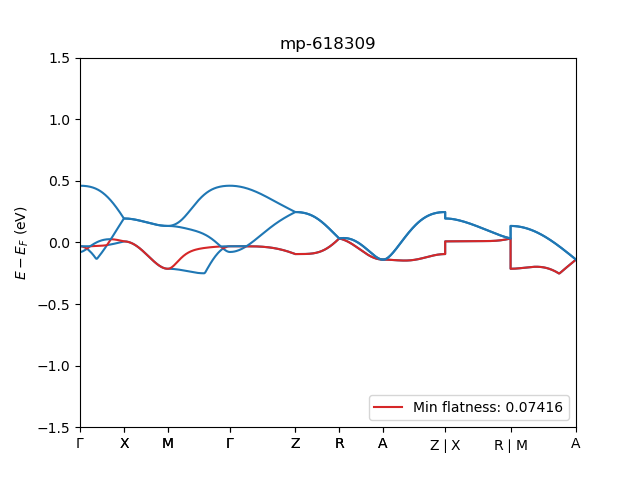 mp-618309
E − E_F (eV)
1.5
1.0
0.5
0.0
−0.5
−1.0
−1.5
Min flatness: 0.07416
Γ X M Γ Z R A Z | X R | M A